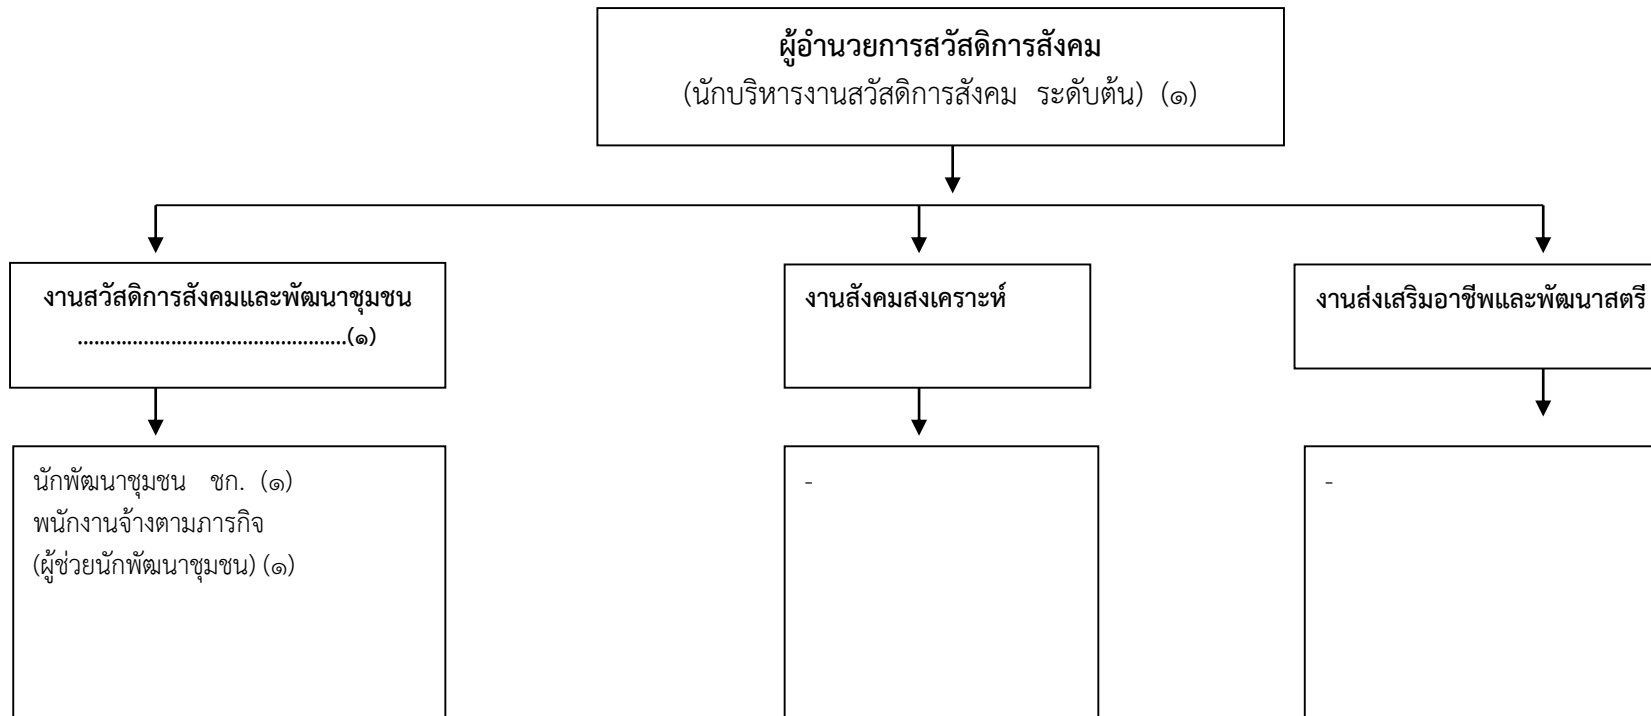 ผู้อำนวยการสวัสดิการสังคม
(นักบริหารงานสวัสดิการสังคม ระดับต้น) (๑)
งานสวัสดิการสังคมและพัฒนาชุมชน
.................................................(๑)
งานสังคมสงเคราะห์
งานส่งเสริมอาชีพและพัฒนาสตรี
นักพัฒนาชุมชน ชก. (๑)
พนักงานจ้างตามภารกิจ
(ผู้ช่วยนักพัฒนาชุมชน) (๑)
-
-